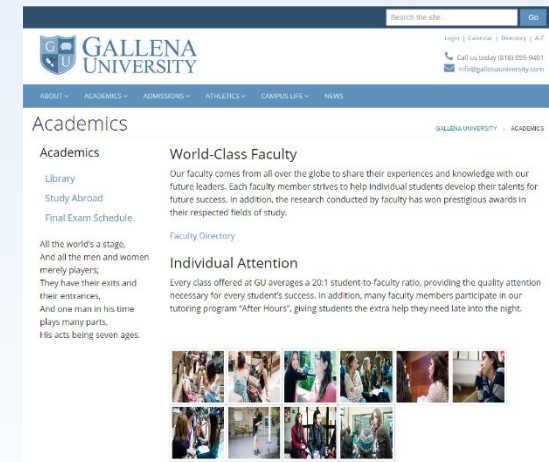 Search the site
Go
Login | Calendar | Directory | A-Z
G U
GALLENA
UNIVERSITY
Call us today (818) 555-9401
info@gallenauniversity.com
ABOUT ACADEMICS ADMISSIONS ATHLETICS CAMPUS LIFE NEWS
Academics
GALLENA UNIVERSITY > ACADEMICS
Academics
Library
Study Abroad
Final Exam Schedule
All the world's a stage,
And all the men and women
merely players;
They have their exits and
their entrances,
And one man in his time
plays many parts,
His acts being seven ages.
World-Class Faculty
Our faculty comes from all over the globe to share their experiences and knowledge with our
future leaders. Each faculty member strives to help individual students develop their talents for
future success. In addition, the research conducted by faculty has won prestigious awards in
their respected fields of study.
Faculty Directory
Individual Attention
Every class offered at GU averages a 20:1 student-to-faculty ratio, providing the quality attention
necessary for every student's success. In addition, many faculty members participate in our
tutoring program "After Hours", giving students the extra help they need late into the night.